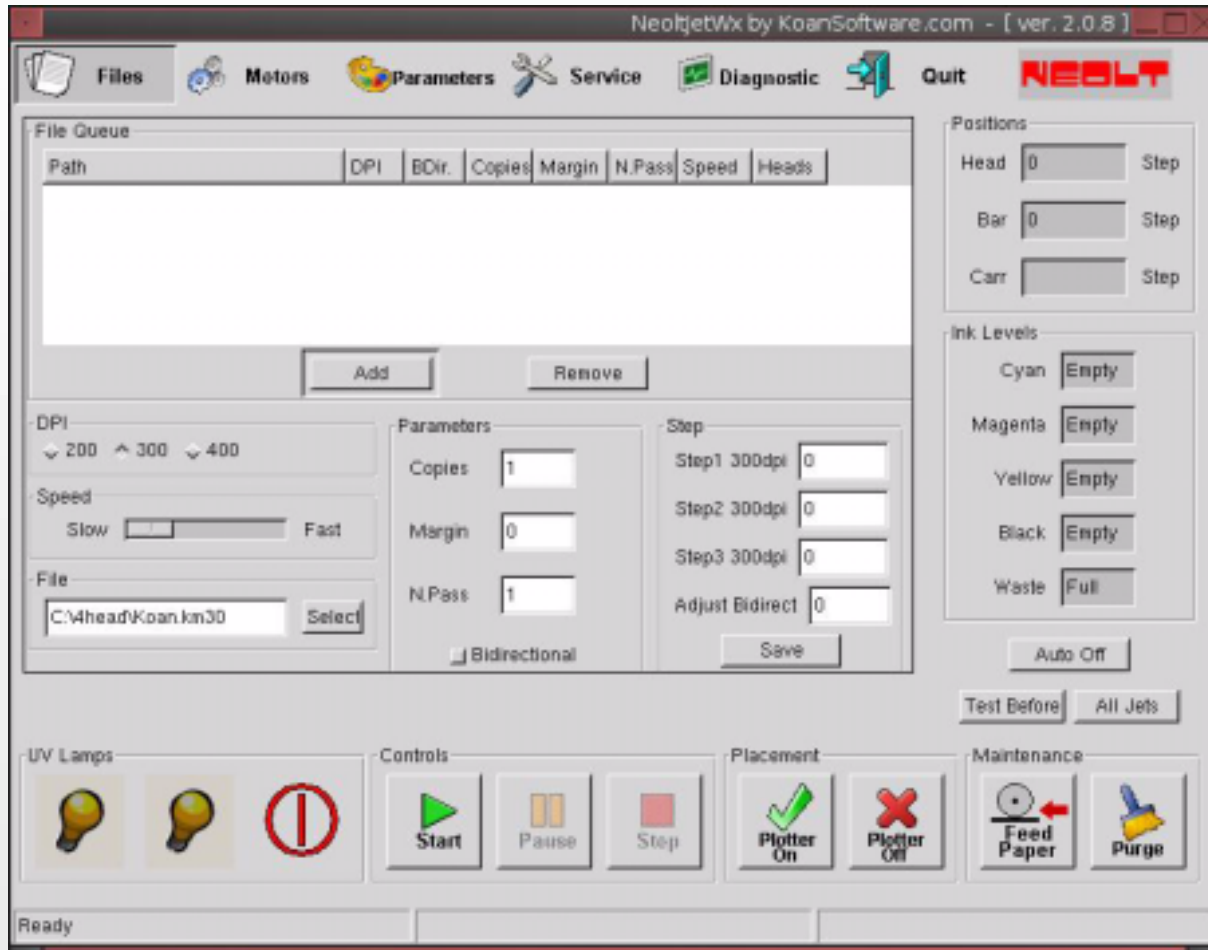 NeoltJetWx by KoanSoftware.com - [ ver. 2.0.8 ]
Files Motors Parameters Service Diagnostic Quit NEOLT
File Queue
Path DPI BDir. Copies Margin N.Pass Speed Heads
Add Remove
DPI
200 300 400
Speed
Slow Fast
File
C:\4head\Koan.km30 Select
Parameters
Copies 1
Margin 0
N.Pass 1
Bidirectional
Step
Step1 300dpi 0
Step2 300dpi 0
Step3 300dpi 0
Adjust Bidirect 0
Save
Positions
Head 0 Step
Bar 0 Step
Carr Step
Ink Levels
Cyan Empty
Magenta Empty
Yellow Empty
Black Empty
Waste Full
Auto Off
Test Before All Jets
UV Lamps
Controls
Start Pause Stop
Placement
Plotter On
Plotter Off
Maintenance
Feed Paper
Purge
Ready